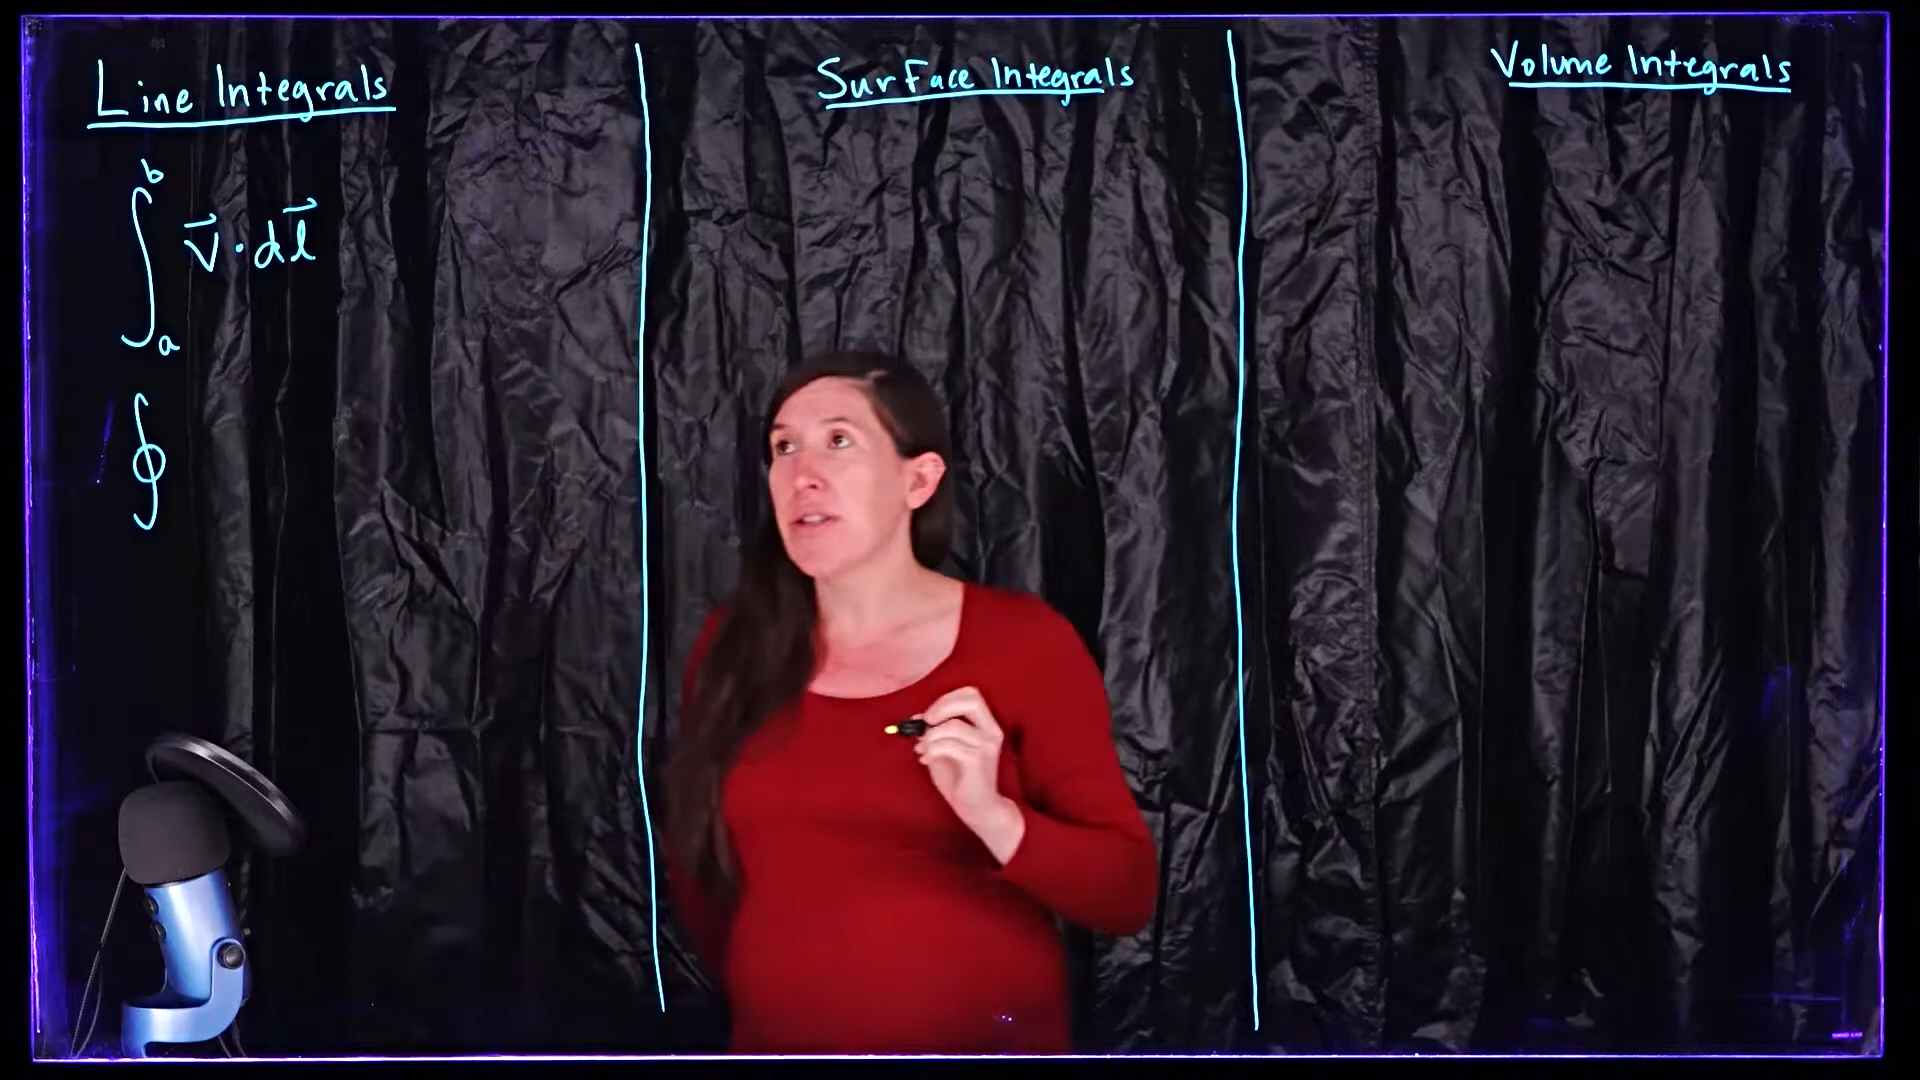 Line Integrals
∫ₐᵇ v⃗ · dl⃗
∮
Surface Integrals
Volume Integrals